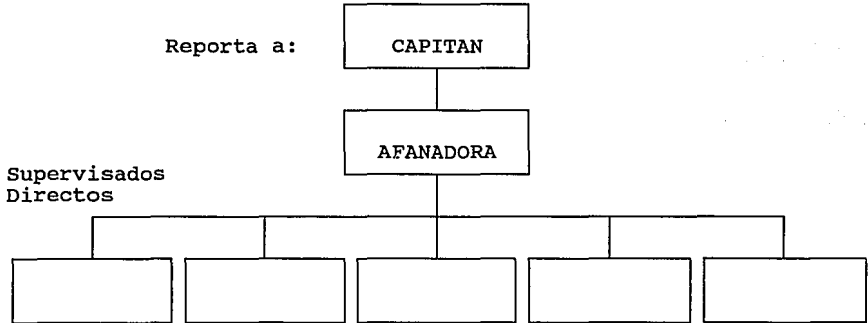 Reporta a: CAPITAN
AFANADORA
Supervisados
Directos